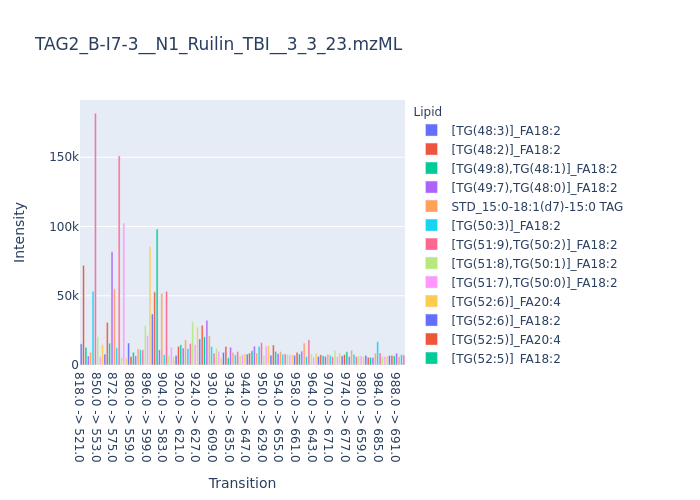 TAG2_B-I7-3__N1_Ruilin_TBI__3_3_23.mzML
Lipid
[TG(48:3)]_FA18:2
[TG(48:2)]_FA18:2
[TG(49:8),TG(48:1)]_FA18:2
[TG(49:7),TG(48:0)]_FA18:2
STD_15:0-18:1(d7)-15:0 TAG
[TG(50:3)]_FA18:2
[TG(51:9),TG(50:2)]_FA18:2
[TG(51:8),TG(50:1)]_FA18:2
[TG(51:7),TG(50:0)]_FA18:2
[TG(52:6)]_FA20:4
[TG(52:6)]_FA18:2
[TG(52:5)]_FA20:4
[TG(52:5)]_FA18:2
Intensity
150k
100k
50k
0
818.0 -> 521.0
850.0 -> 553.0
872.0 -> 575.0
880.0 -> 559.0
896.0 -> 599.0
904.0 -> 583.0
920.0 -> 621.0
924.0 -> 627.0
930.0 -> 609.0
934.0 -> 635.0
944.0 -> 647.0
950.0 -> 629.0
954.0 -> 655.0
958.0 -> 661.0
964.0 -> 643.0
970.0 -> 671.0
974.0 -> 677.0
980.0 -> 659.0
984.0 -> 685.0
988.0 -> 691.0
Transition